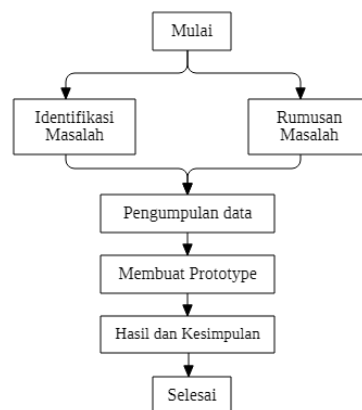 Mulai
Identifikasi
Masalah
Rumusan
Masalah
Pengumpulan data
Membuat Prototype
Hasil dan Kesimpulan
Selesai